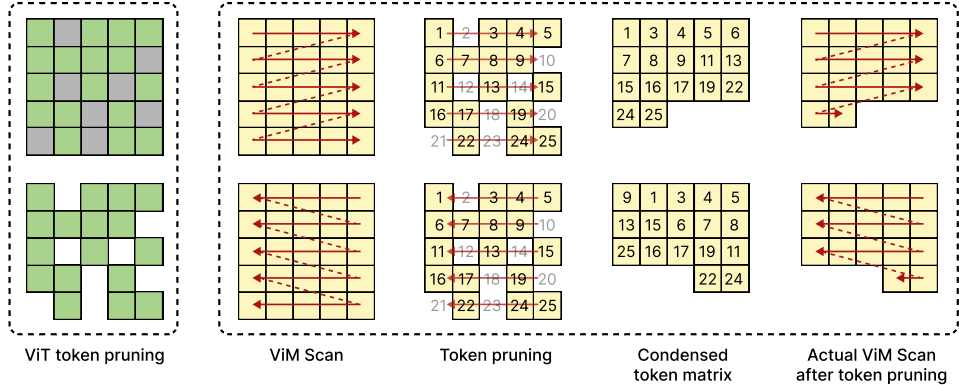 1 2 3 4 5
6 7 8 9 10
11 12 13 14 15
16 17 18 19 20
21 22 23 24 25
1 3 4 5 6
7 8 9 11 13
15 16 17 19 22
24 25
1 2 3 4 5
6 7 8 9 10
11 12 13 14 15
16 17 18 19 20
21 22 23 24 25
9 1 3 4 5
13 15 6 7 8
25 16 17 19 11
22 24
ViT token pruning
ViM Scan
Token pruning
Condensed
token matrix
Actual ViM Scan
after token pruning